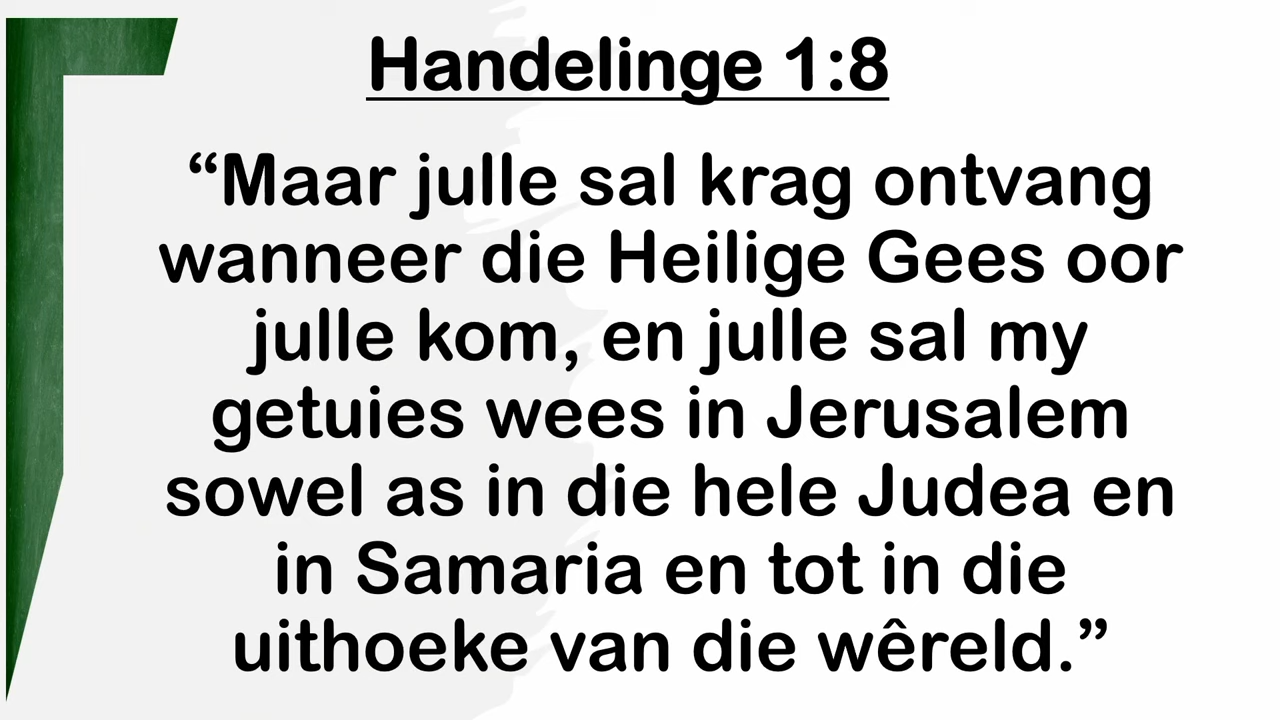 Handelinge 1:8
“Maar julle sal krag ontvang
wanneer die Heilige Gees oor
julle kom, en julle sal my
getuies wees in Jerusalem
sowel as in die hele Judea en
in Samaria en tot in die
uithoeke van die wêreld.”